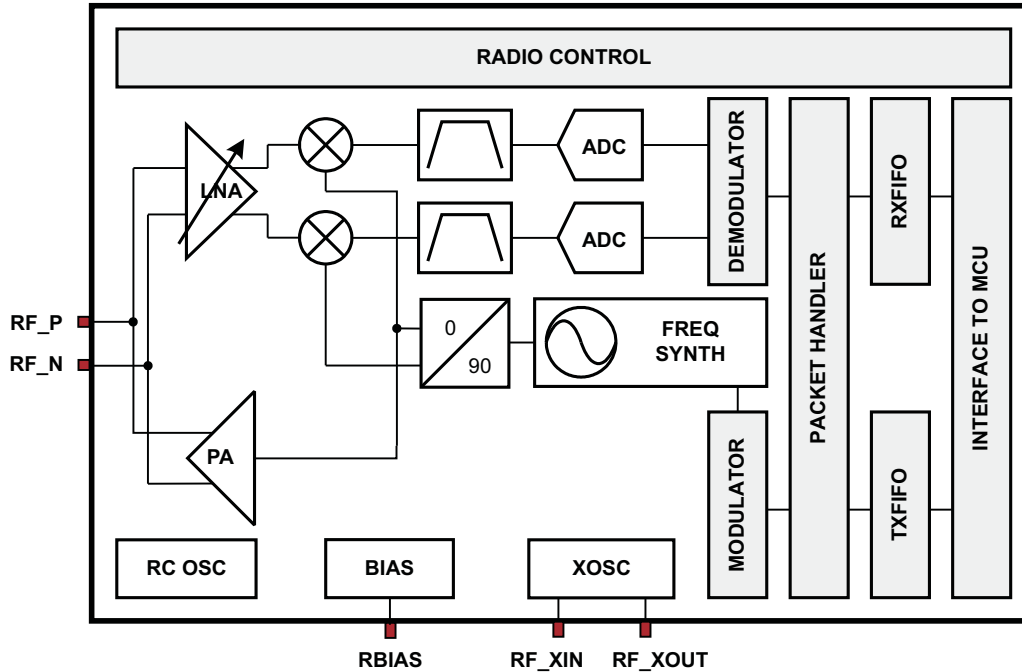 RADIO CONTROL
LNA
ADC
ADC
DEMODULATOR
PACKET HANDLER
RXFIFO
INTERFACE TO MCU
RF_P
RF_N
0
90
FREQ
SYNTH
PA
MODULATOR
TXFIFO
RC OSC
BIAS
XOSC
RBIAS
RF_XIN
RF_XOUT